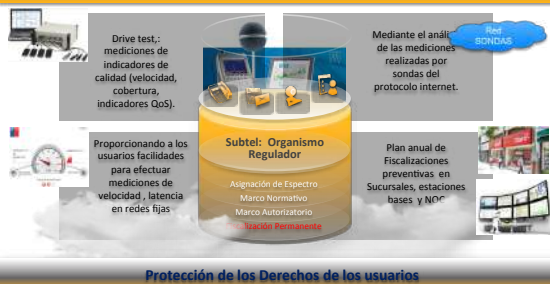 Drive test,:
mediciones de
indicadores de
calidad (velocidad,
cobertura,
indicadores QoS).
Mediante el
de las mediciones
realizadas por
sondas del
protocolo internet.
Red
SONDAS
Proporcionando a los
usuarios facilidades
para efectuar
mediciones de
velocidad , latencia
en redes fijas
Subtel: Organismo
Regulador
Asignación de Espectro
Marco Normativo
Marco Autorizatorio
Permanente
Plan anual de
Fiscalizaciones
preventivas en
Sucursales, estaciones
bases y NOC
Protección de los Derechos de los usuarios